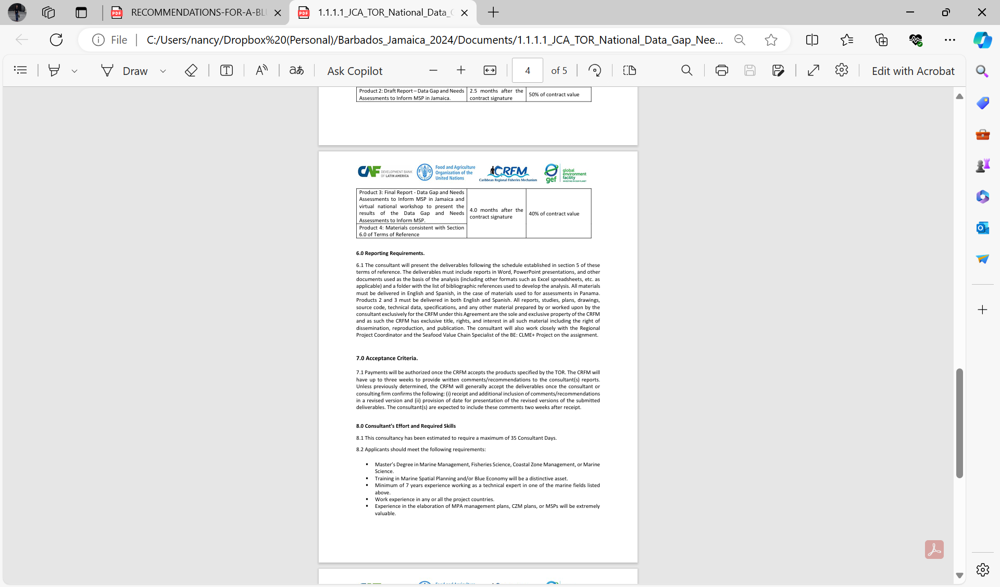 RECOMMENDATIONS-FOR-A-BL
1.1.1.1_JCA_TOR_National_Data_
File
C:/Users/nancy/Dropbox%20(Personal)/Barbados_Jamaica_2024/Documents/1.1.1.1_JCA_TOR_National_Data_Gap_Nee...
Draw
Ask Copilot
4 of 5
Edit with Acrobat
Product 2: Draft Report – Data Gap and Needs
Assessments to Inform MSP in Jamaica.
2.5 months after the
contract signature
50% of contract value
CAF DEVELOPMENT BANK
OF LATIN AMERICA
FAO
Food and Agriculture
Organization of the
United Nations
CRFM
Caribbean Regional Fisheries Mechanism
gef
global
environment
facility
INVESTING IN OUR PLANET
Product 3: Final Report - Data Gap and Needs
Assessments to Inform MSP in Jamaica and
virtual national workshop to present the
results of the Data Gap and Needs
Assessments to Inform MSP.
4.0 months after the
contract signature
40% of contract value
Product 4: Materials consistent with Section
6.0 of Terms of Reference
6.0 Reporting Requirements.
6.1 The consultant will present the deliverables following the schedule established in section 5 of these
terms of reference. The deliverables must include reports in Word, PowerPoint presentations, and other
documents used as the basis of the analysis (including other formats such as Excel spreadsheets, etc. as
applicable) and a folder with the list of bibliographic references used to develop the analysis. All materials
must be delivered in English and Spanish, in the case of materials used to for assessments in Panama.
Products 2 and 3 must be delivered in both English and Spanish. All reports, studies, plans, drawings,
source code, technical data, specifications, and any other material prepared by or worked upon by the
consultant exclusively for the CRFM under this Agreement are the sole and exclusive property of the CRFM
and as such the CRFM has exclusive title, rights, and interest in all such material including the right of
dissemination, reproduction, and publication. The consultant will also work closely with the Regional
Project Coordinator and the Seafood Value Chain Specialist of the BE: CLME+ Project on the assignment.
7.0 Acceptance Criteria.
7.1 Payments will be authorized once the CRFM accepts the products specified by the TOR. The CRFM will
have up to three weeks to provide written comments/recommendations to the consultant(s) reports.
Unless previously determined, the CRFM will generally accept the deliverables once the consultant or
consulting firm confirms the following: (i) receipt and additional inclusion of comments/recommendations
in a revised version and (ii) provision of date for presentation of the revised versions of the submitted
deliverables. The consultant(s) are expected to include these comments two weeks after receipt.
8.0 Consultant's Effort and Required Skills
8.1 This consultancy has been estimated to require a maximum of 35 Consultant Days.
8.2 Applicants should meet the following requirements:
▪ Master's Degree in Marine Management, Fisheries Science, Coastal Zone Management, or Marine
Science.
▪ Training in Marine Spatial Planning and/or Blue Economy will be a distinctive asset.
▪ Minimum of 7 years experience working as a technical expert in one of the marine fields listed
above.
▪ Work experience in any or all the project countries.
▪ Experience in the elaboration of MPA management plans, CZM plans, or MSPs will be extremely
valuable.